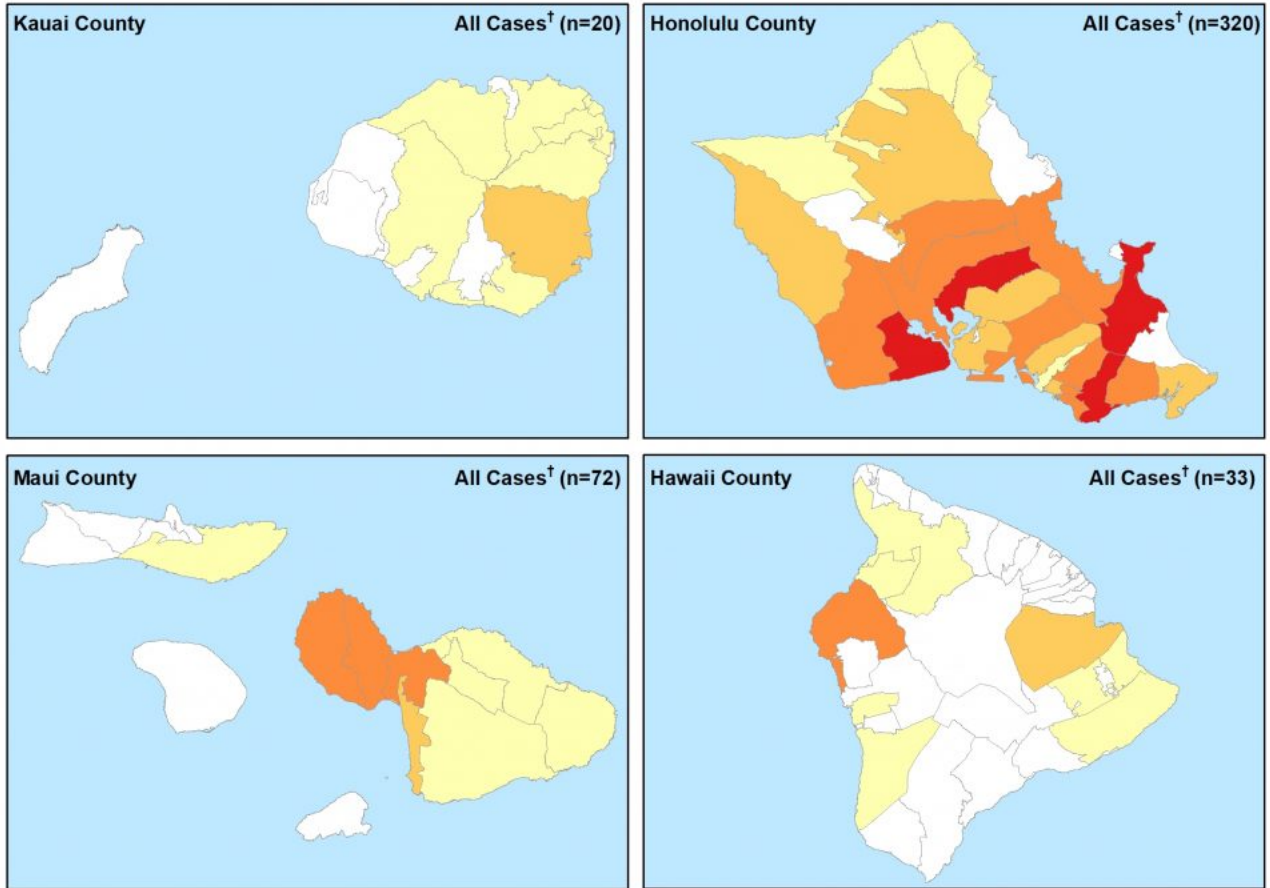 Kauai County
All Cases† (n=20)
Honolulu County
All Cases† (n=320)
Maui County
All Cases† (n=72)
Hawaii County
All Cases† (n=33)